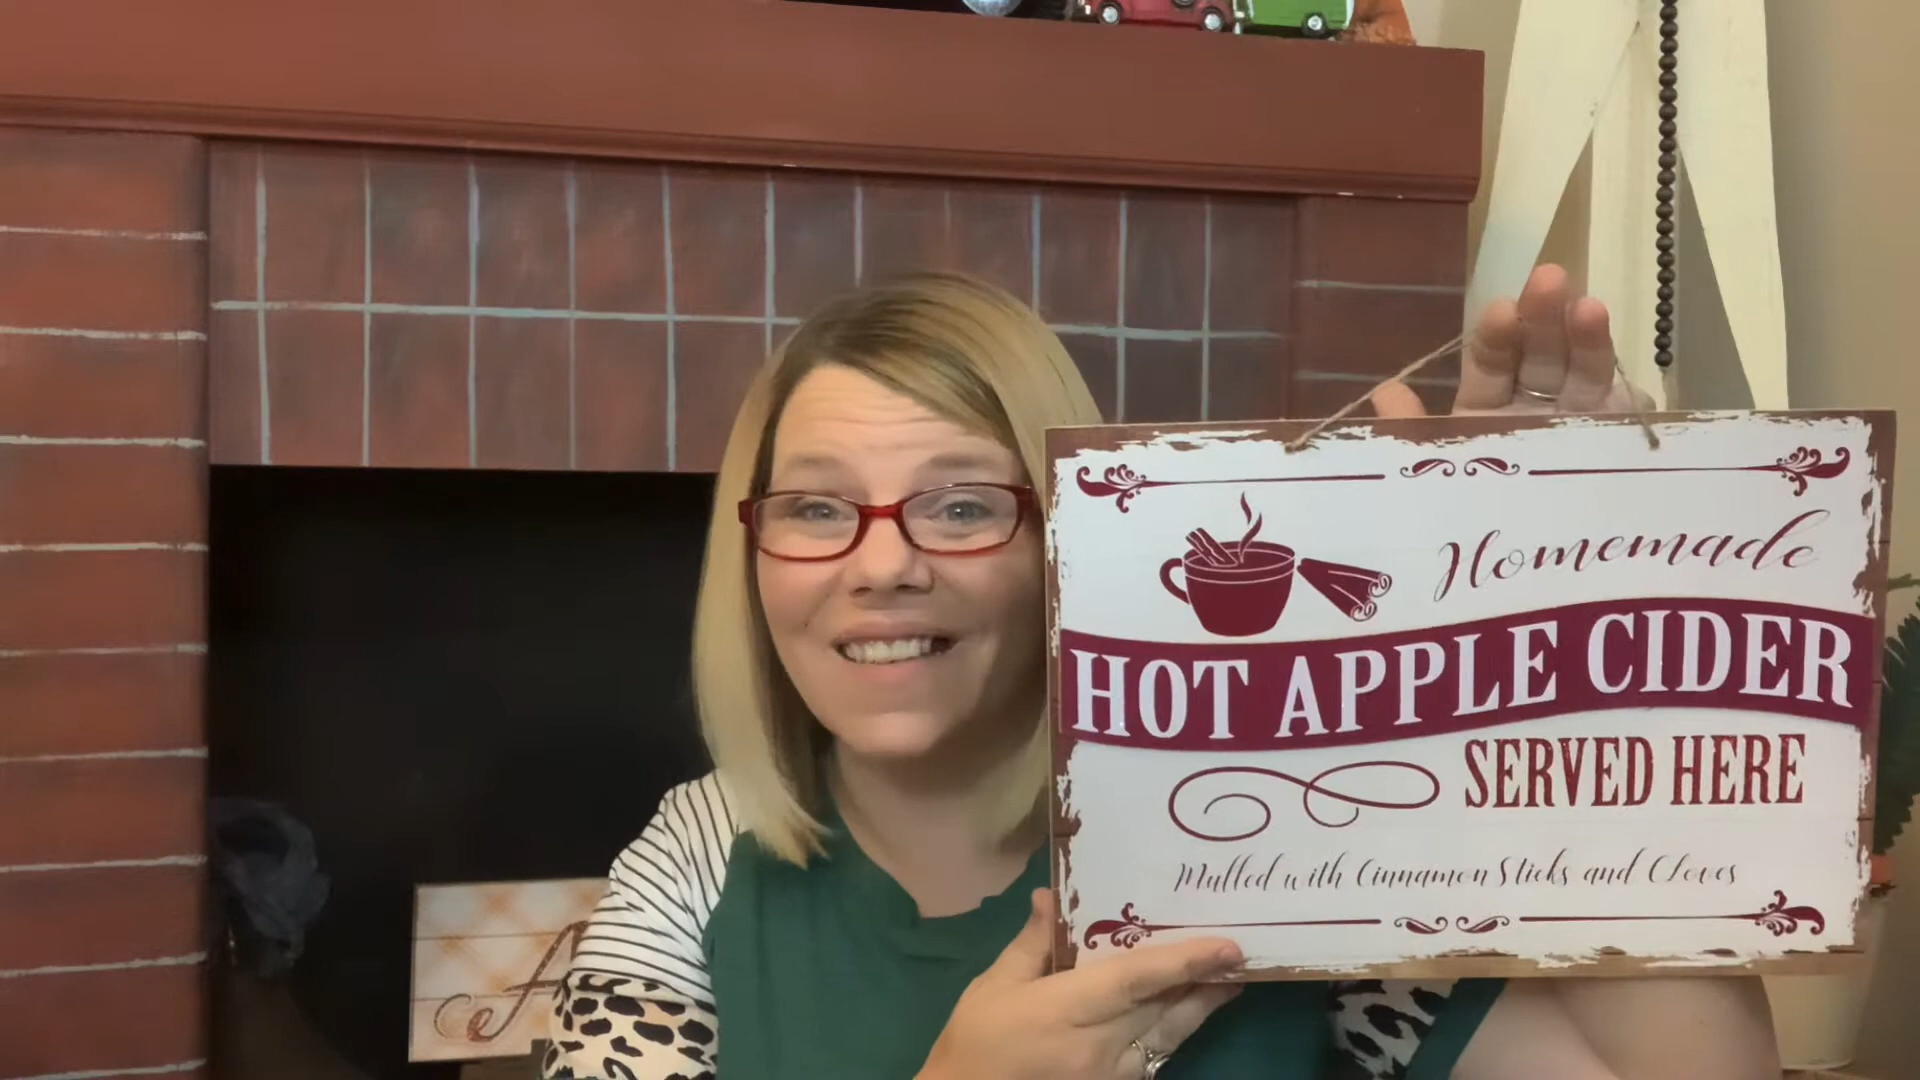 Homemade
HOT APPLE CIDER
SERVED HERE
Mulled with Cinnamon Sticks and Cloves